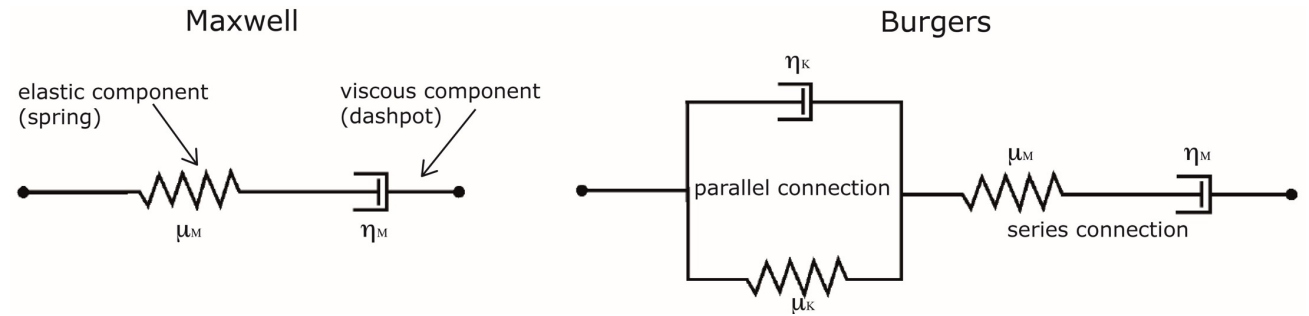 Maxwell
elastic component
(spring)
viscous component
(dashpot)
μM
ηM
Burgers
ηK
parallel connection
μK
μM
ηM
series connection